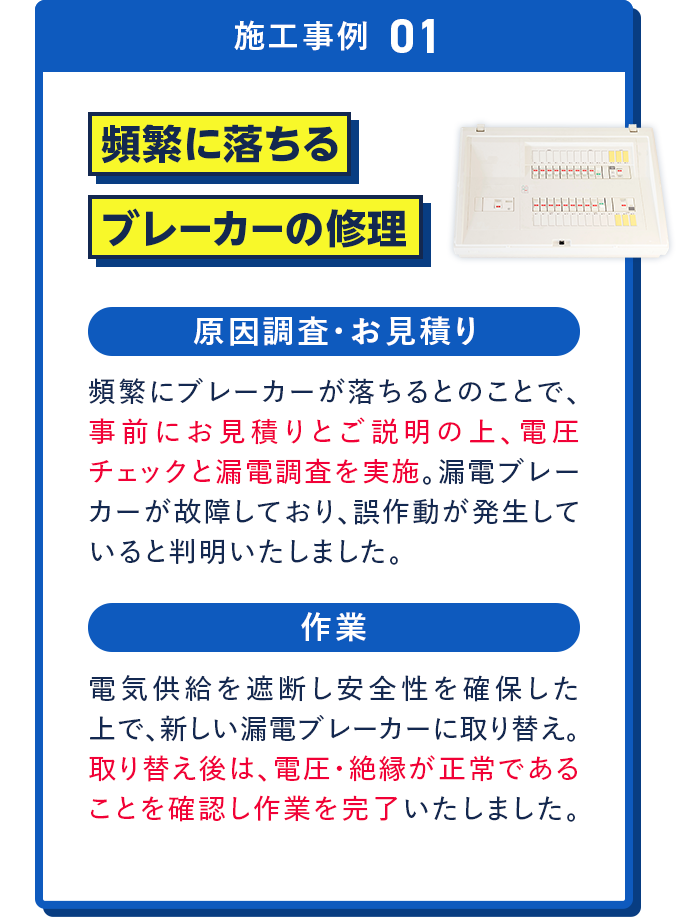 施工事例 01
頻繁に落ちる
ブレーカーの修理
原因調査・お見積り
頻繁にブレーカーが落ちるとのことで、
事前にお見積りとご説明の上、電圧
チェックと漏電調査を実施。漏電ブレー
カーが故障しており、誤作動が発生して
いると判明いたしました。
作業
電気供給を遮断し安全性を確保した
上で、新しい漏電ブレーカーに取り替え。
取り替え後は、電圧・絶縁が正常である
ことを確認し作業を完了いたしました。